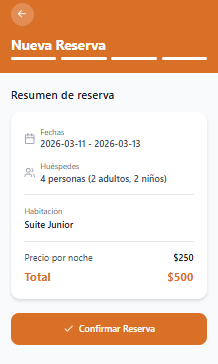 Nueva Reserva
Resumen de reserva
Fechas
2026-03-11 - 2026-03-13
Huéspedes
4 personas (2 adultos, 2 niños)
Habitación
Suite Junior
Precio por noche $250
Total $500
Confirmar Reserva